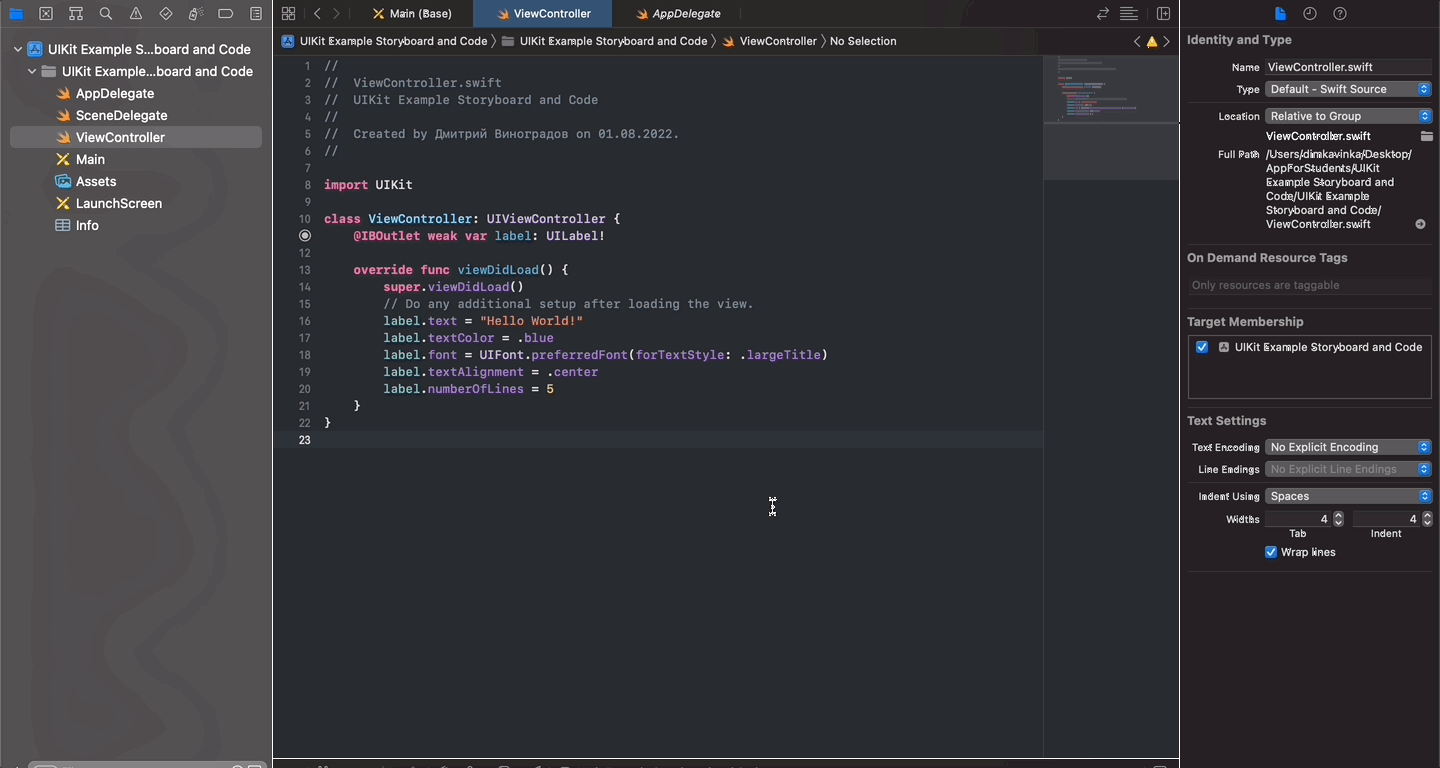 Main (Base)
ViewController
AppDelegate
UIKit Example Storyboard and Code
UIKit Example Storyboard and Code
ViewController
No Selection
UIKit Example S...board and Code
UIKit Example...board and Code
AppDelegate
SceneDelegate
ViewController
Main
Assets
LaunchScreen
Info
1 //
2 // ViewController.swift
3 // UIKit Example Storyboard and Code
4 //
5 // Created by Дмитрий Виноградов on 01.08.2022.
6 //
7
8 import UIKit
9
10 class ViewController: UIViewController {
@IBOutlet weak var label: UILabel!
12
13 override func viewDidLoad() {
14 super.viewDidLoad()
15 // Do any additional setup after loading the view.
16 label.text = "Hello World!"
17 label.textColor = .blue
18 label.font = UIFont.preferredFont(forTextStyle: .largeTitle)
19 label.textAlignment = .center
20 label.numberOfLines = 5
21 }
22 }
23
Identity and Type
Name ViewController.swift
Type Default - Swift Source
Location Relative to Group
ViewController.swift
Full Path /Users/dimkavinka/Desktop/
AppForStudents/UIKit
Example Storyboard and
Code/UIKit Example
Storyboard and Code/
ViewController.swift
On Demand Resource Tags
Only resources are taggable
Target Membership
UIKit Example Storyboard and Code
Text Settings
Text Encoding No Explicit Encoding
Line Endings No Explicit Line Endings
Indent Using Spaces
Widths 4 4
Tab Indent
Wrap lines